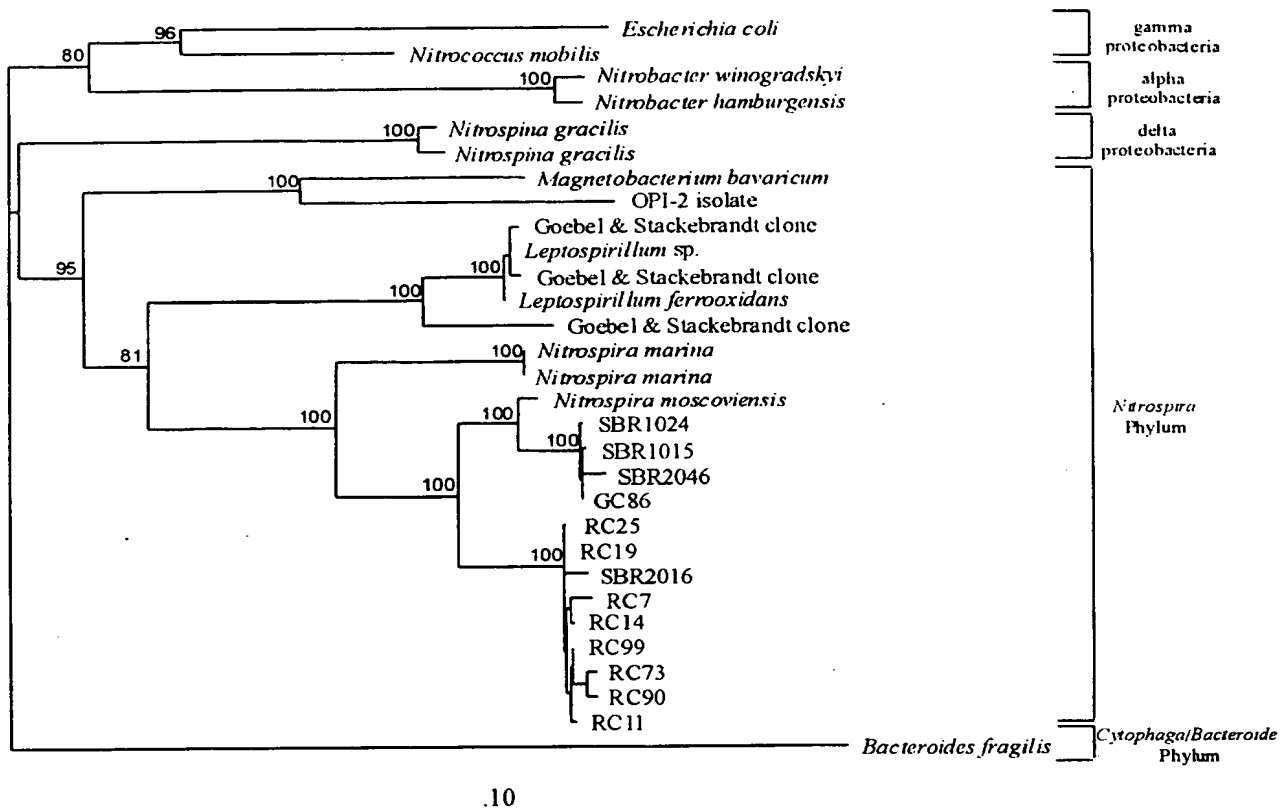 96
Escherichia coli
gamma
proteobacteria
80
Nitrococcus mobilis
100
Nitrobacter winogradskyi
alpha
proteobacteria
Nitrobacter hamburgensis
100
Nitrospina gracilis
delta
proteobacteria
Nitrospina gracilis
100
Magnetobacterium bavaricum
OPI-2 isolate
Goebel & Stackebrandt clone
Leptospirillum sp.
95
100
Goebel & Stackebrandt clone
100
Leptospirillum ferrooxidans
Goebel & Stackebrandt clone
81
100
Nitrospira marina
Nitrospira marina
Nitrospira moscoviensis
Nitrospira
Phylum
100
100
SBR1024
100
SBR1015
SBR2046
100
GC86
RC25
100
RC19
SBR2016
RC7
RC14
RC99
RC73
RC90
RC11
Bacteroides fragilis
Cytophaga/Bacteroide
Phylum
.10